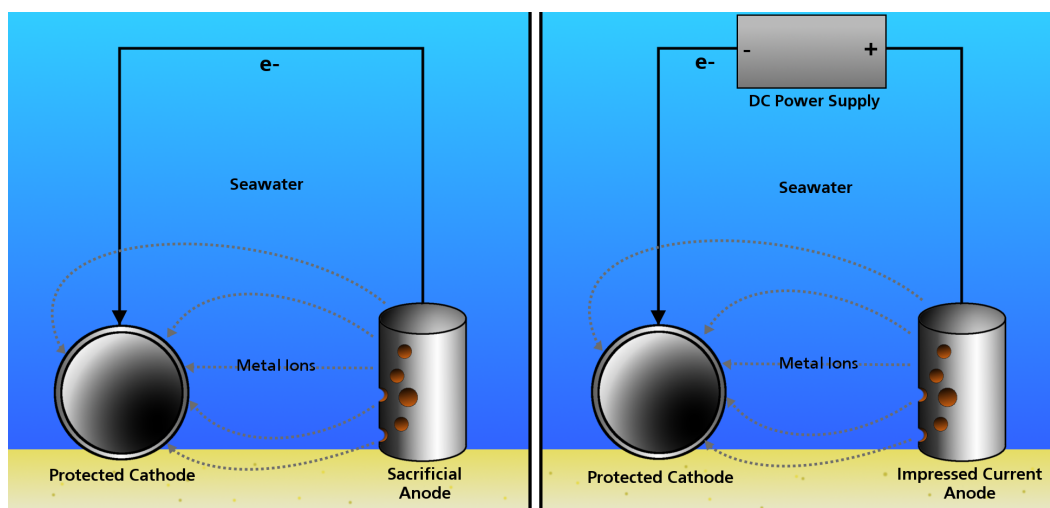 e-
Seawater
Metal Ions
Protected Cathode
Sacrificial
Anode
- +
e-
DC Power Supply
Seawater
Metal Ions
Protected Cathode
Impressed Current
Anode